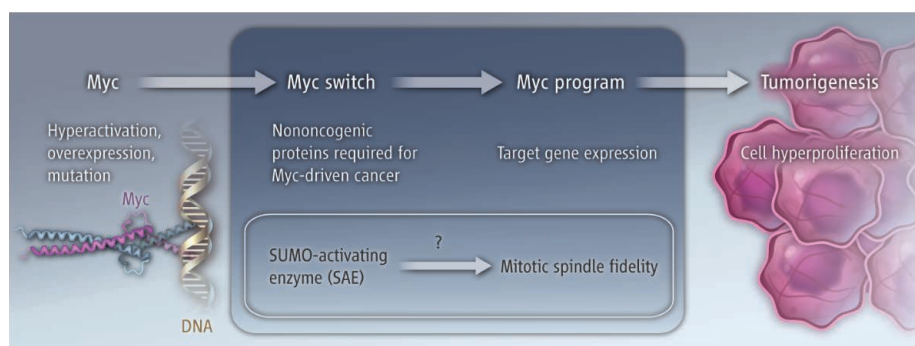 Myc
Myc switch
Myc program
Tumorigenesis
Hyperactivation,
overexpression,
mutation
Nononcogenic
proteins required for
Myc-driven cancer
Target gene expression
Cell hyperproliferation
Myc
DNA
SUMO-activating
enzyme (SAE)
?
Mitotic spindle fidelity